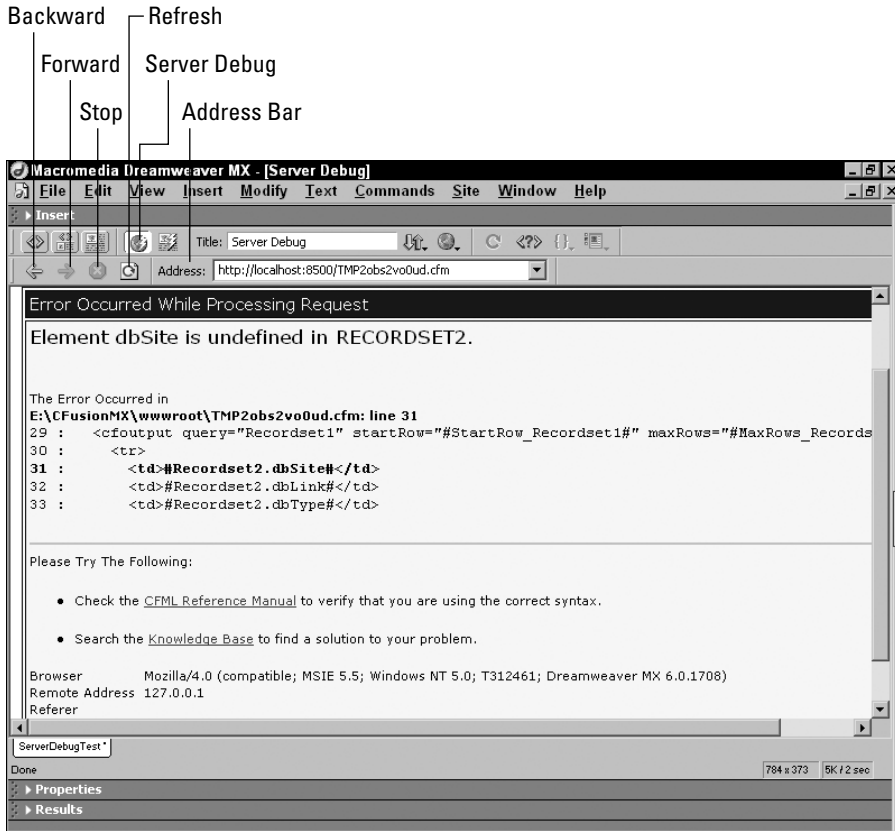 Backward
Refresh
Forward
Server Debug
Stop
Address Bar
Macromedia Dreamweaver MX - [Server Debug]
File Edit View Insert Modify Text Commands Site Window Help
Insert
Title: Server Debug
Address: http://localhost:8500/TMP2obs2vo0ud.cfm
Error Occurred While Processing Request
Element dbSite is undefined in RECORDSET2.
The Error Occurred in
E:\CFusionMX\wwwroot\TMP2obs2vo0ud.cfm: line 31
29 : <cfoutput query="Recordset1" startRow="#StartRow_Recordset1#" maxRows="#MaxRows_Records
30 : <tr>
31 : <td>#Recordset2.dbSite#</td>
32 : <td>#Recordset2.dbLink#</td>
33 : <td>#Recordset2.dbType#</td>
Please Try The Following:
• Check the CFML Reference Manual to verify that you are using the correct syntax.
• Search the Knowledge Base to find a solution to your problem.
Browser Mozilla/4.0 (compatible; MSIE 5.5; Windows NT 5.0; T312461; Dreamweaver MX 6.0.1708)
Remote Address 127.0.0.1
Referer
ServerDebugTest*
Done
784 x 373 5K / 2 sec
Properties
Results